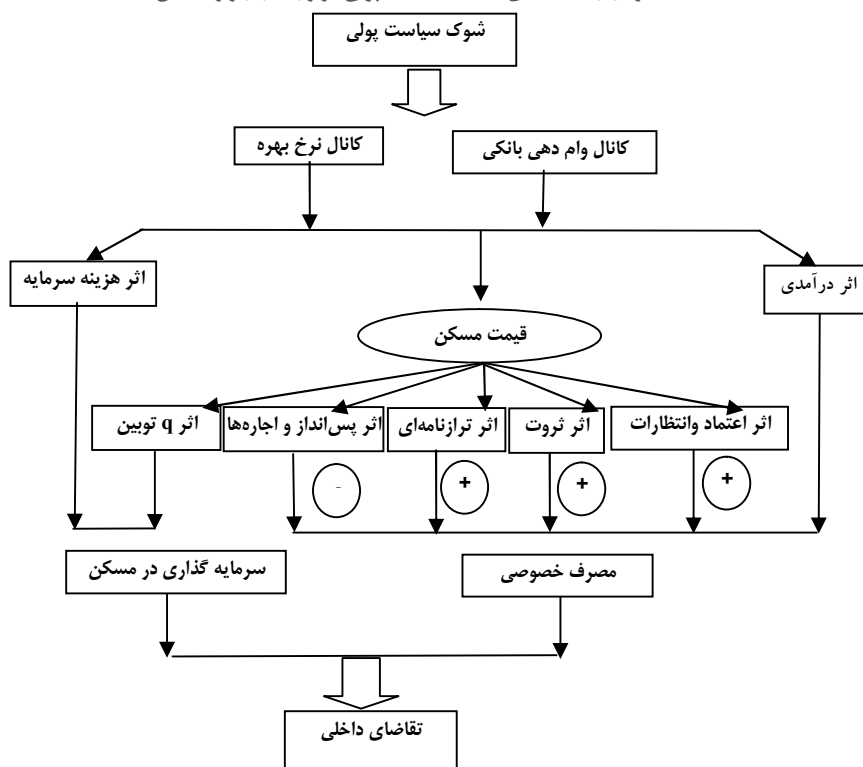 شوک سیاست پولی
کانال وام دهی بانکی
کانال نرخ بهره
اثر درآمدی
اثر هزینه سرمایه
قیمت مسکن
اثر اعتماد وانتظارات
اثر ثروت
اثر ترازنامه‌ای
اثر پس‌انداز و اجاره‌ها
اثر q توبین
+
+
+
-
مصرف خصوصی
سرمایه گذاری در مسکن
تقاضای داخلی